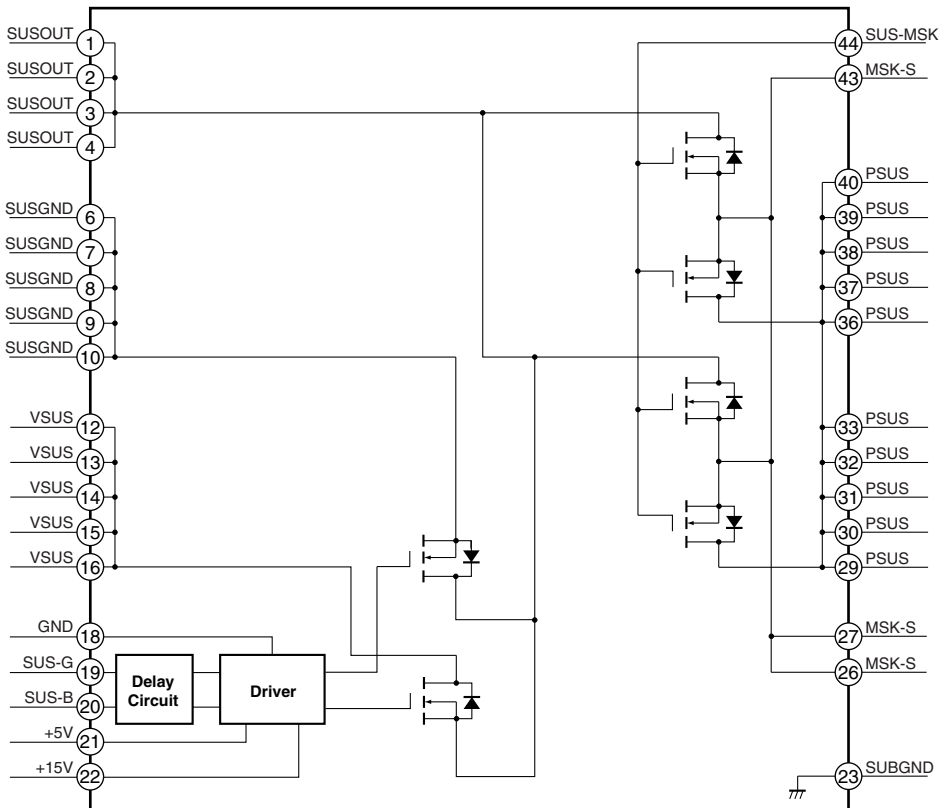 SUSOUT 1
SUSOUT 2
SUSOUT 3
SUSOUT 4
SUSGND 6
SUSGND 7
SUSGND 8
SUSGND 9
SUSGND 10
VSUS 12
VSUS 13
VSUS 14
VSUS 15
VSUS 16
GND 18
SUS-G 19
SUS-B 20
+5V 21
+15V 22
Delay
Circuit
Driver
44 SUS-MSK
43 MSK-S
40 PSUS
39 PSUS
38 PSUS
37 PSUS
36 PSUS
33 PSUS
32 PSUS
31 PSUS
30 PSUS
29 PSUS
27 MSK-S
26 MSK-S
23 SUBGND